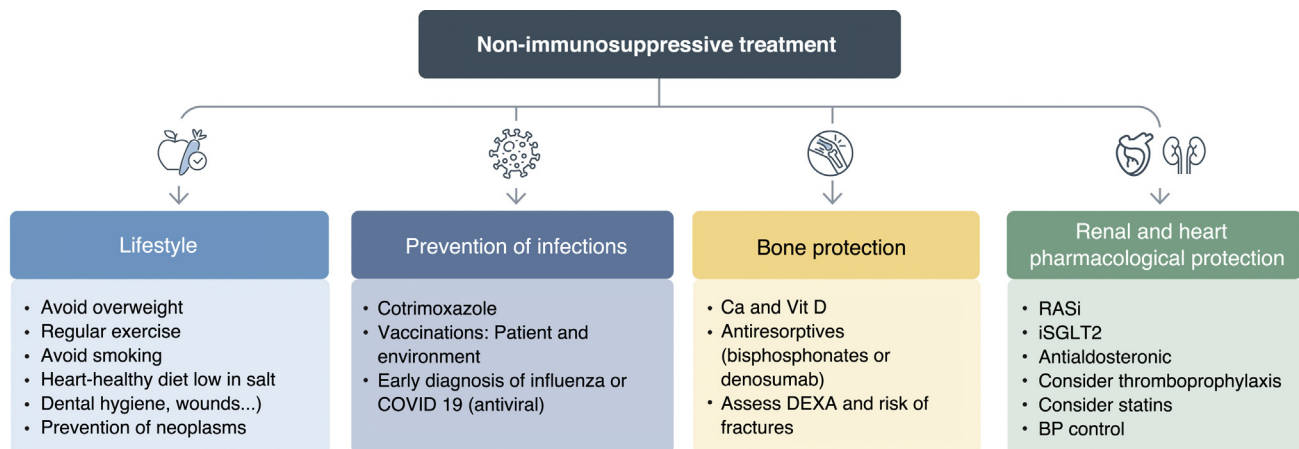 Non-immunosuppressive treatment
Lifestyle
• Avoid overweight
• Regular exercise
• Avoid smoking
• Heart-healthy diet low in salt
• Dental hygiene, wounds...)
• Prevention of neoplasms
Prevention of infections
• Cotrimoxazole
• Vaccinations: Patient and
environment
• Early diagnosis of influenza or
COVID 19 (antiviral)
Bone protection
• Ca and Vit D
• Antiresorptives
(bisphosphonates or
denosumab)
• Assess DEXA and risk of
fractures
Renal and heart
pharmacological protection
• RASi
• iSGLT2
• Antialdosteronic
• Consider thromboprophylaxis
• Consider statins
• BP control